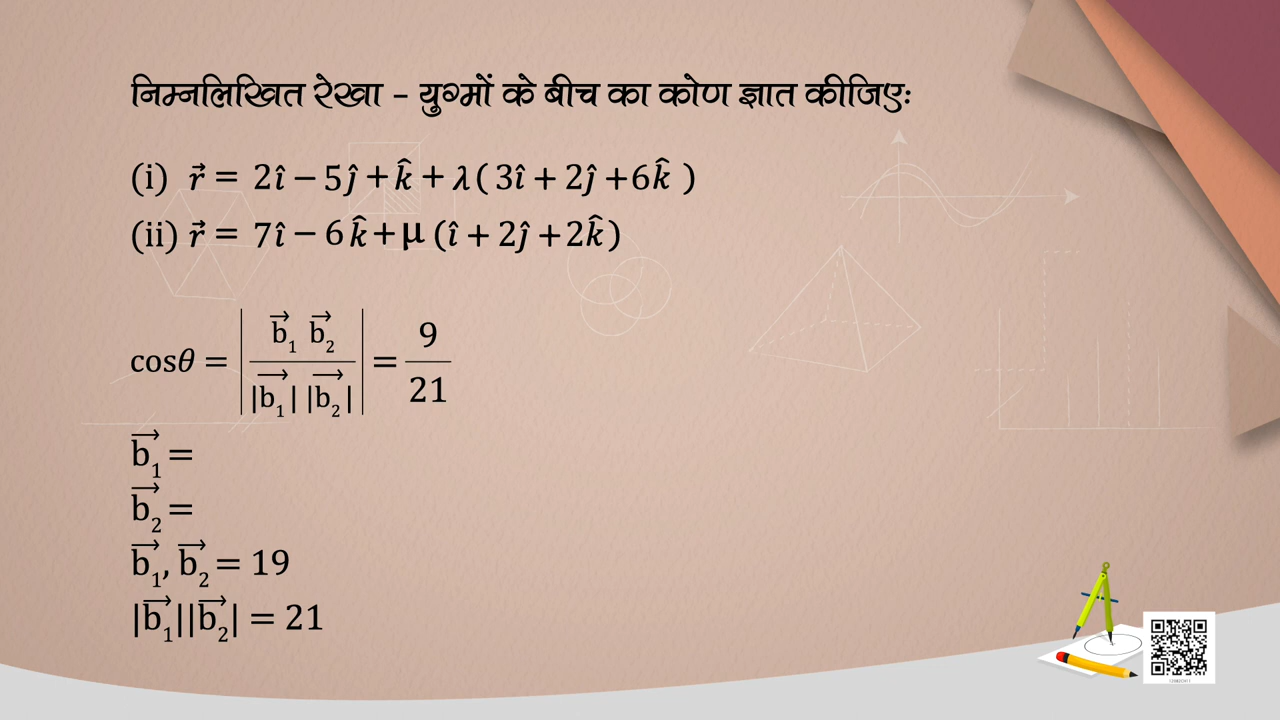 निम्नलिखित रेखा – युग्मों के बीच का कोण ज्ञात कीजिएः
(i) r⃗ = 2î − 5ĵ + k̂ + λ( 3î + 2ĵ +6k̂ )
(ii) r⃗ = 7î − 6k̂ + μ (î + 2ĵ +2k̂)
cosθ = | b⃗₁ b⃗₂ / |b⃗₁| |b⃗₂| | = 9/21
b⃗₁ =
b⃗₂ =
b⃗₁, b⃗₂ = 19
|b⃗₁||b⃗₂| = 21